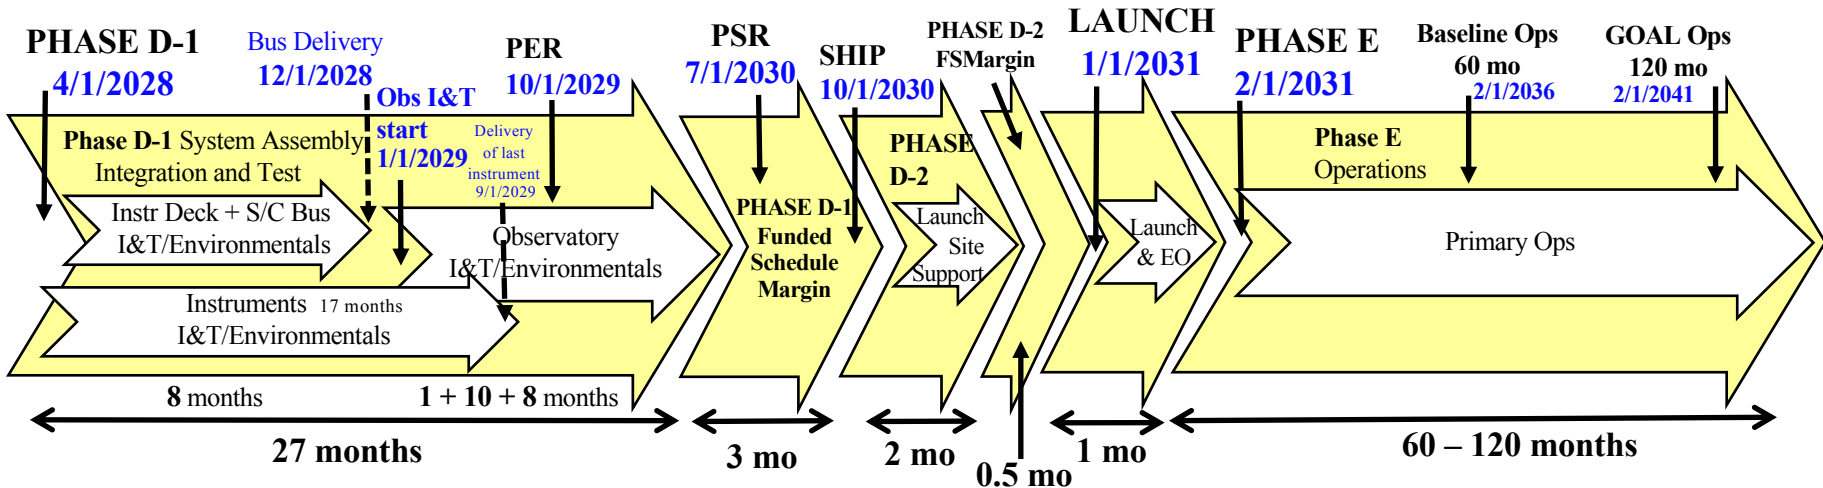 PHASE D-1
4/1/2028
Bus Delivery
12/1/2028
Obs I&T
start
1/1/2029
PER
10/1/2029
Delivery
of last
instrument
9/1/2029
PSR
7/1/2030
SHIP
10/1/2030
PHASE D-2
FSMargin
LAUNCH
1/1/2031
PHASE E
2/1/2031
Baseline Ops
60 mo
2/1/2036
GOAL Ops
120 mo
2/1/2041
Phase D-1 System Assembly
Integration and Test
Instr Deck + S/C Bus
I&T/Environmentals
Observatory
I&T/Environmentals
Instruments 17 months
I&T/Environmentals
PHASE D-1
Funded
Schedule
Margin
PHASE
D-2
Launch
Site
Support
Launch
& EO
Phase E
Operations
Primary Ops
8 months
1 + 10 + 8 months
27 months
3 mo
2 mo
0.5 mo
1 mo
60 – 120 months